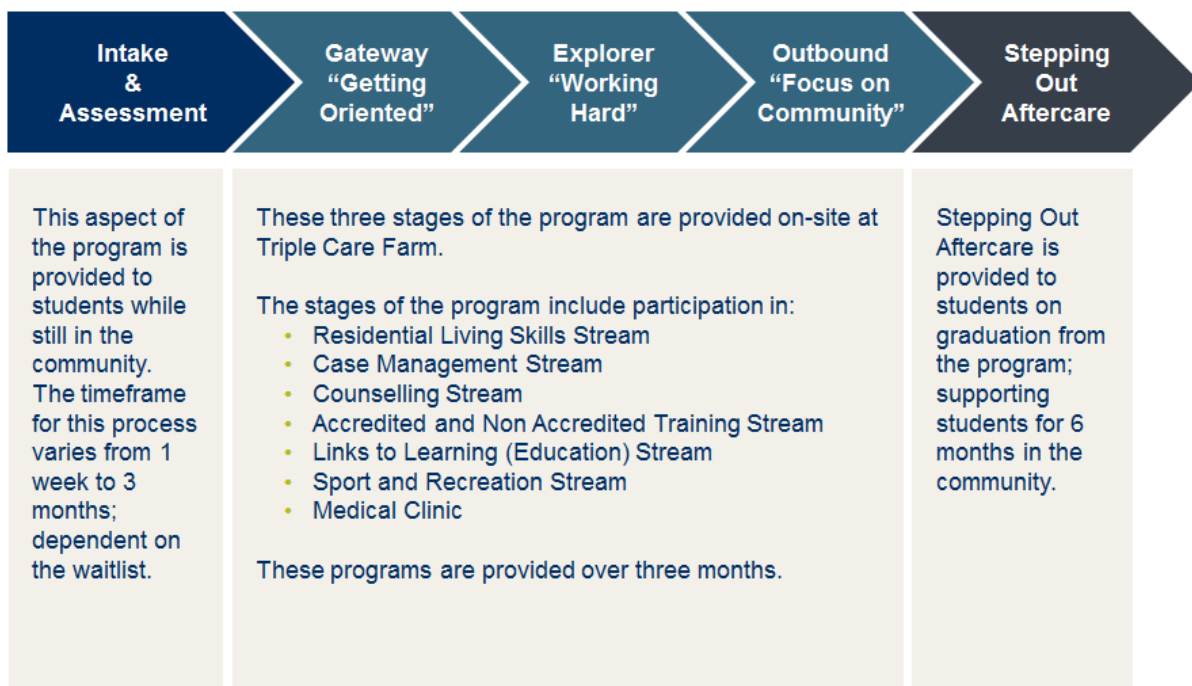 Intake
&
Assessment
Gateway
“Getting
Oriented”
Explorer
“Working
Hard”
Outbound
“Focus on
Community”
Stepping
Out
Aftercare
This aspect of
the program is
provided to
students while
still in the
community.
The timeframe
for this process
varies from 1
week to 3
months;
dependent on
the waitlist.
These three stages of the program are provided on-site at
Triple Care Farm.
The stages of the program include participation in:
• Residential Living Skills Stream
• Case Management Stream
• Counselling Stream
• Accredited and Non Accredited Training Stream
• Links to Learning (Education) Stream
• Sport and Recreation Stream
• Medical Clinic
These programs are provided over three months.
Stepping Out
Aftercare is
provided to
students on
graduation from
the program;
supporting
students for 6
months in the
community.